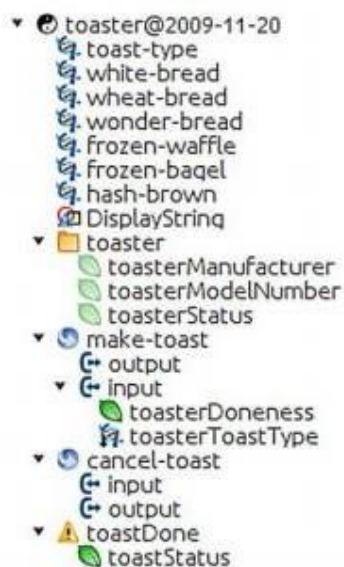 toaster@2009-11-20
toast-type
white-bread
wheat-bread
wonder-bread
frozen-waffle
frozen-bagel
hash-brown
DisplayString
toaster
toasterManufacturer
toasterModelNumber
toasterStatus
make-toast
output
input
toasterDoneness
toasterToastType
cancel-toast
input
output
toastDone
toastStatus